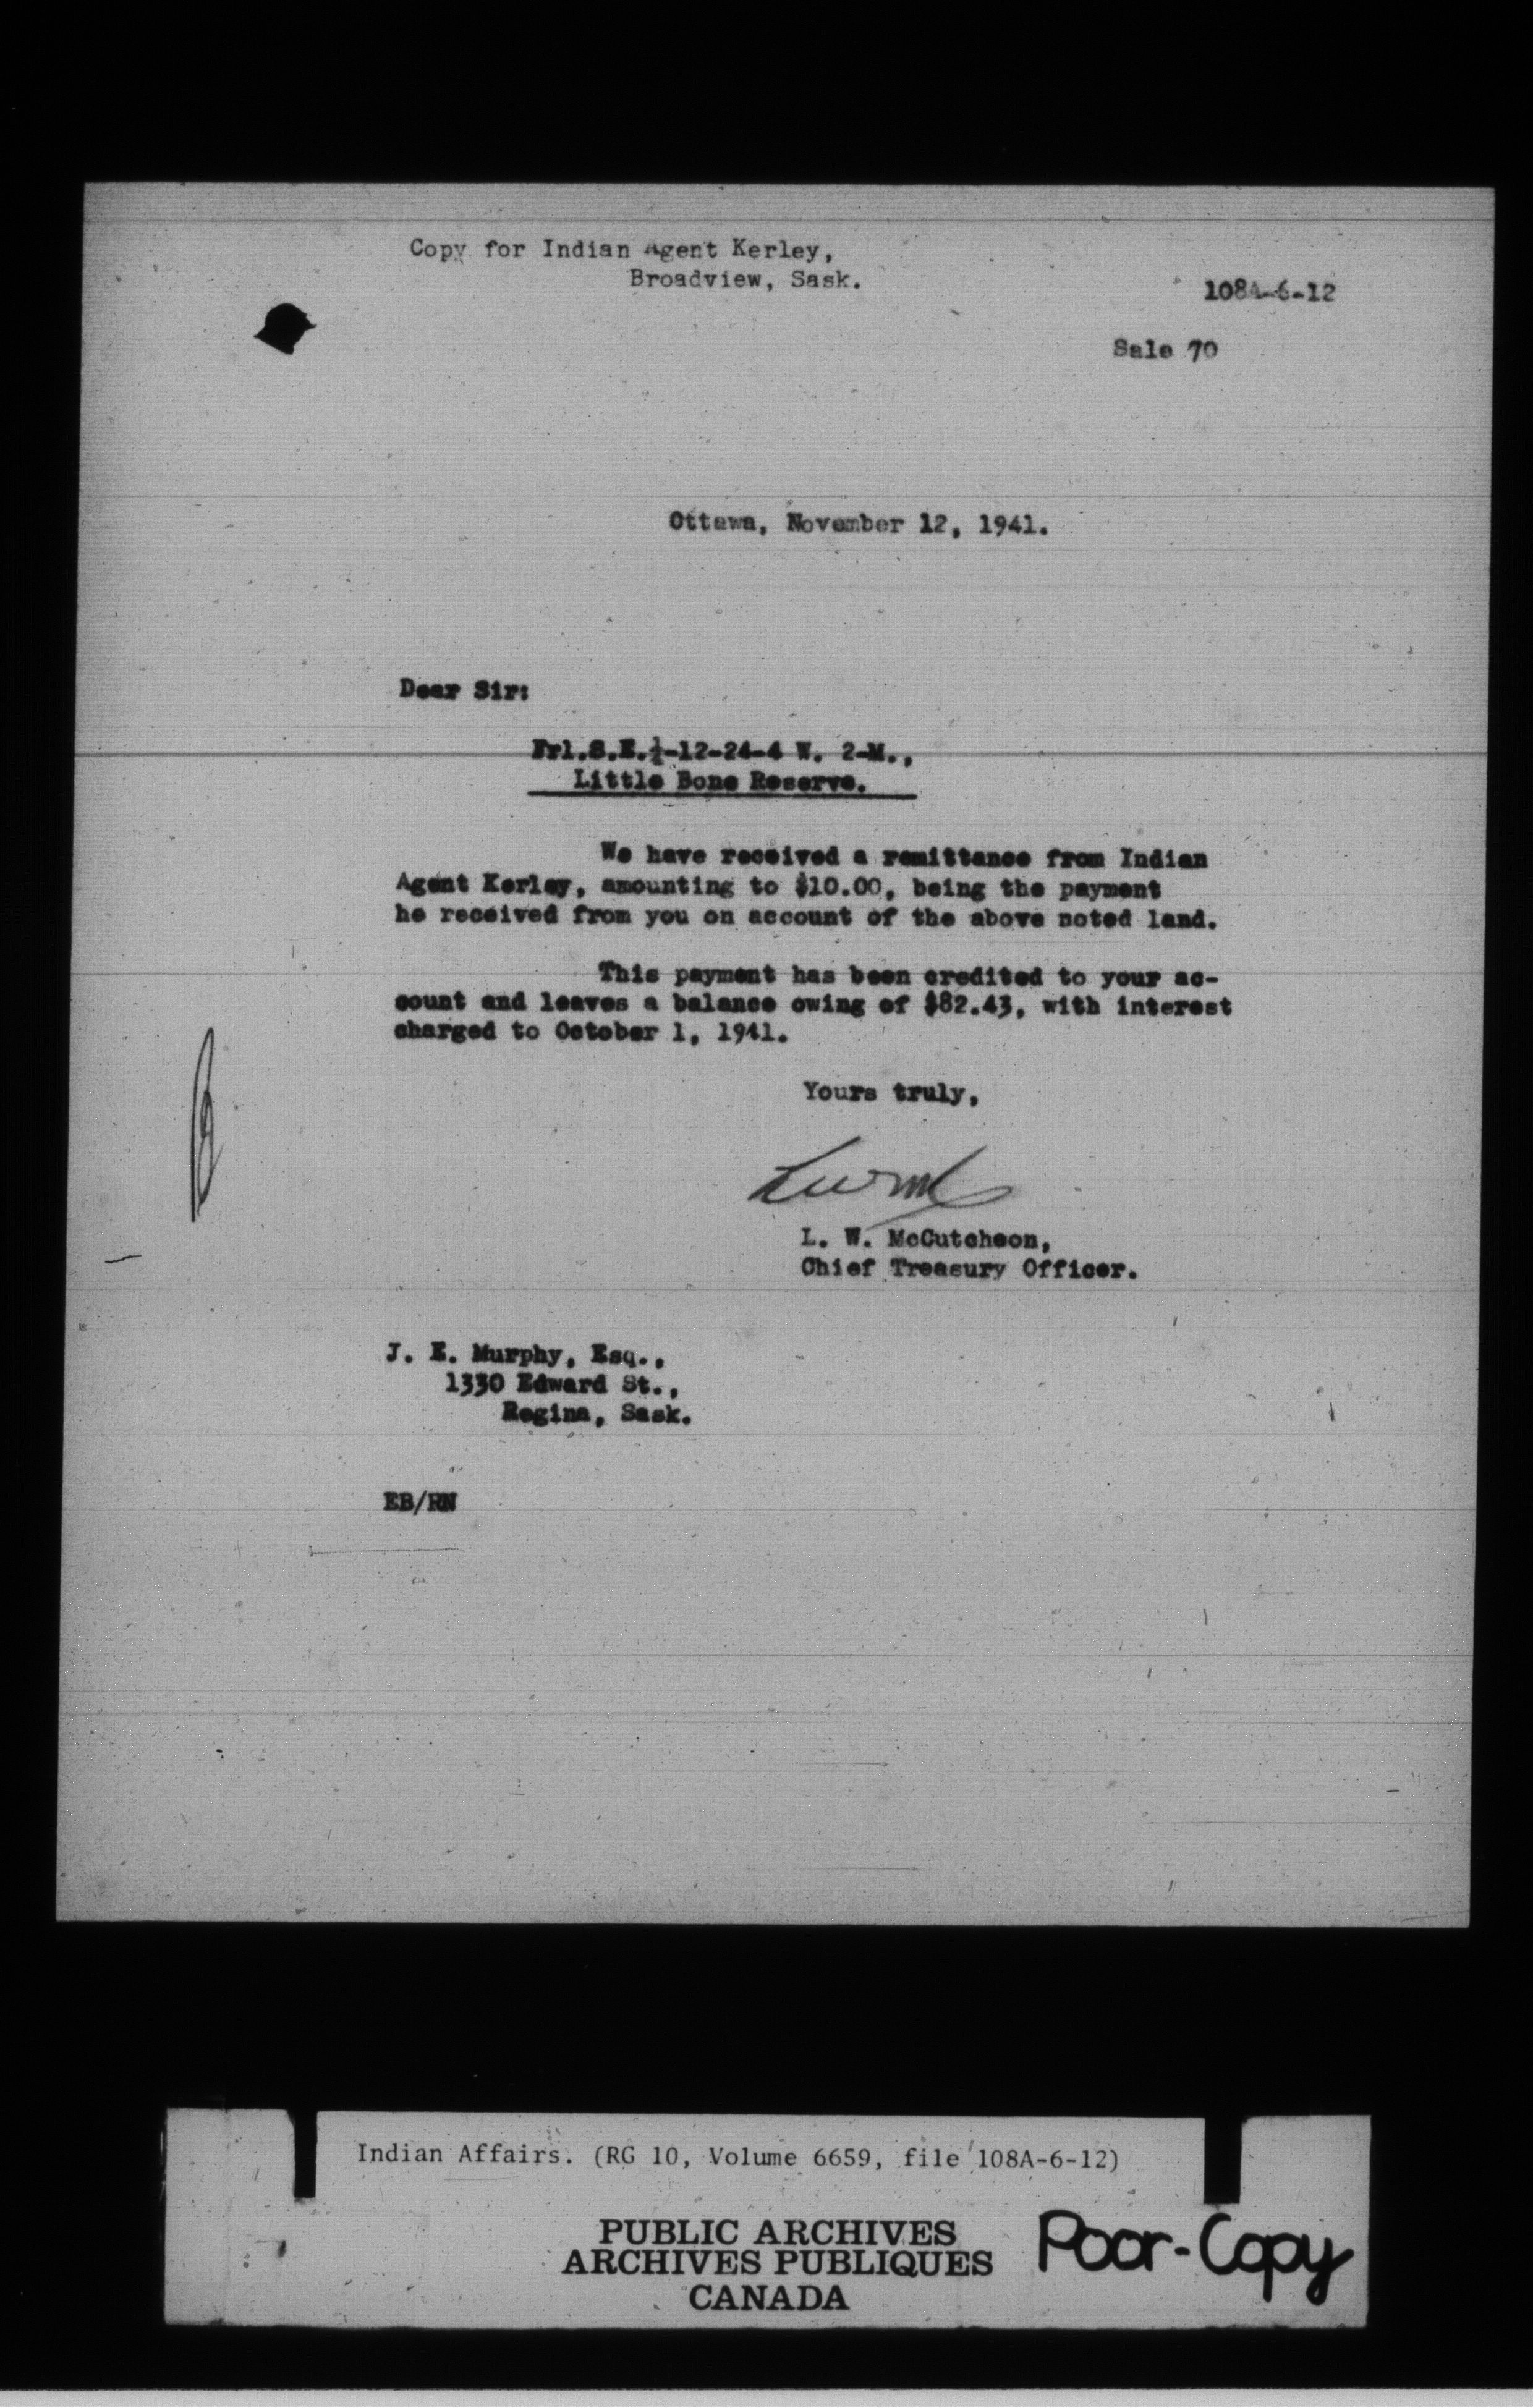 Copy for Indian Agent Kerley,
Broadview, Sask.
108A-6-12
Sale 70
Ottawa, November 12, 1941.
Dear Sir:
Frl.S.E.¼-12-24-4 W. 2-M.,
Little Bone Reserve.
We have received a remittance from Indian
Agent Kerley, amounting to $10.00, being the payment
he received from you on account of the above noted land.
This payment has been credited to your ac-
count and leaves a balance owing of $82.43, with interest
charged to October 1, 1941.
Yours truly,
L. W. McCutcheon,
Chief Treasury Officer.
J. E. Murphy, Esq.,
1330 Edward St.,
Regina, Sask.
EB/RN
Indian Affairs. (RG 10, Volume 6659, file 108A-6-12)
PUBLIC ARCHIVES
ARCHIVES PUBLIQUES
CANADA
Poor-Copy